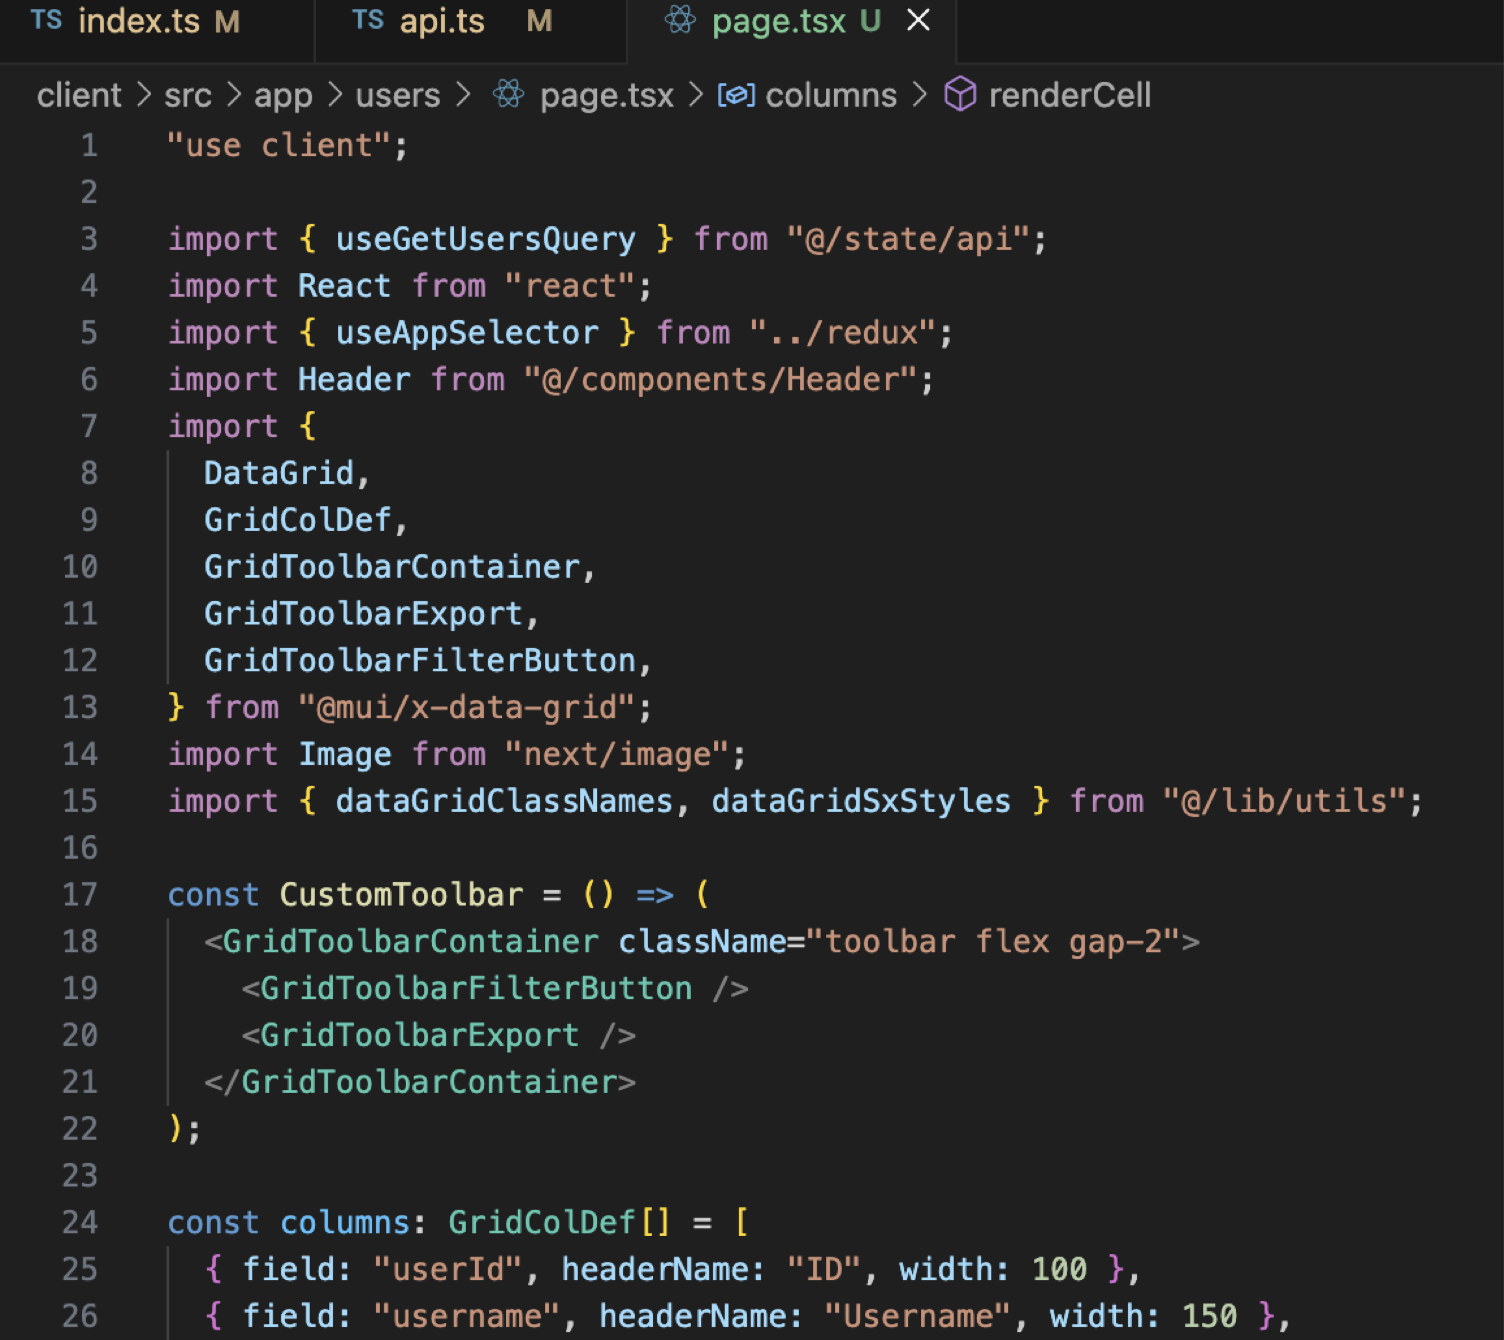 TS index.ts M TS api.ts M page.tsx U
client > src > app > users > page.tsx > columns > renderCell
1 "use client";
2
3 import { useGetUsersQuery } from "@/state/api";
4 import React from "react";
5 import { useAppSelector } from "../redux";
6 import Header from "@/components/Header";
7 import {
8   DataGrid,
9   GridColDef,
10   GridToolbarContainer,
11   GridToolbarExport,
12   GridToolbarFilterButton,
13 } from "@mui/x-data-grid";
14 import Image from "next/image";
15 import { dataGridClassNames, dataGridSxStyles } from "@/lib/utils";
16
17 const CustomToolbar = () => (
18   <GridToolbarContainer className="toolbar flex gap-2">
19     <GridToolbarFilterButton />
20     <GridToolbarExport />
21   </GridToolbarContainer>
22 );
23
24 const columns: GridColDef[] = [
25   { field: "userId", headerName: "ID", width: 100 },
26   { field: "username", headerName: "Username", width: 150 },